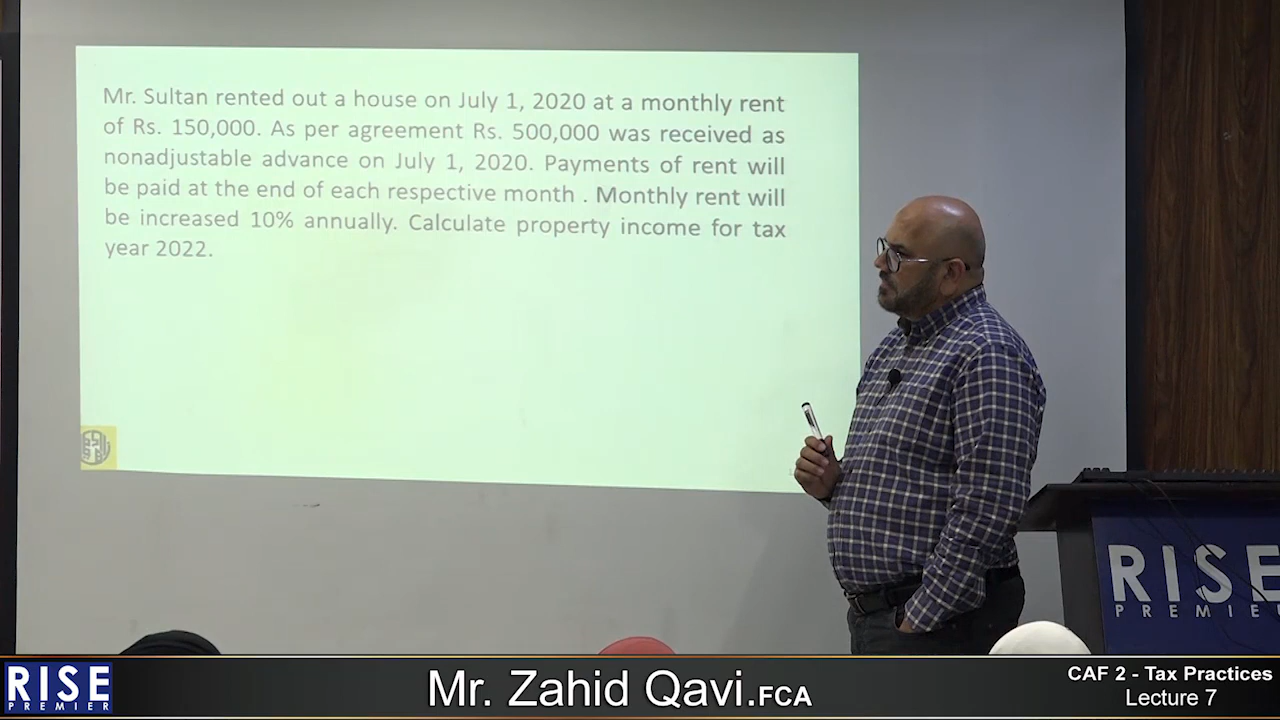 Mr. Sultan rented out a house on July 1, 2020 at a monthly rent
of Rs. 150,000. As per agreement Rs. 500,000 was received as
nonadjustable advance on July 1, 2020. Payments of rent will
be paid at the end of each respective month . Monthly rent will
be increased 10% annually. Calculate property income for tax
year 2022.
RISE
PREMIER
RISE
PREMIER
Mr. Zahid Qavi.FCA
CAF 2 - Tax Practices
Lecture 7